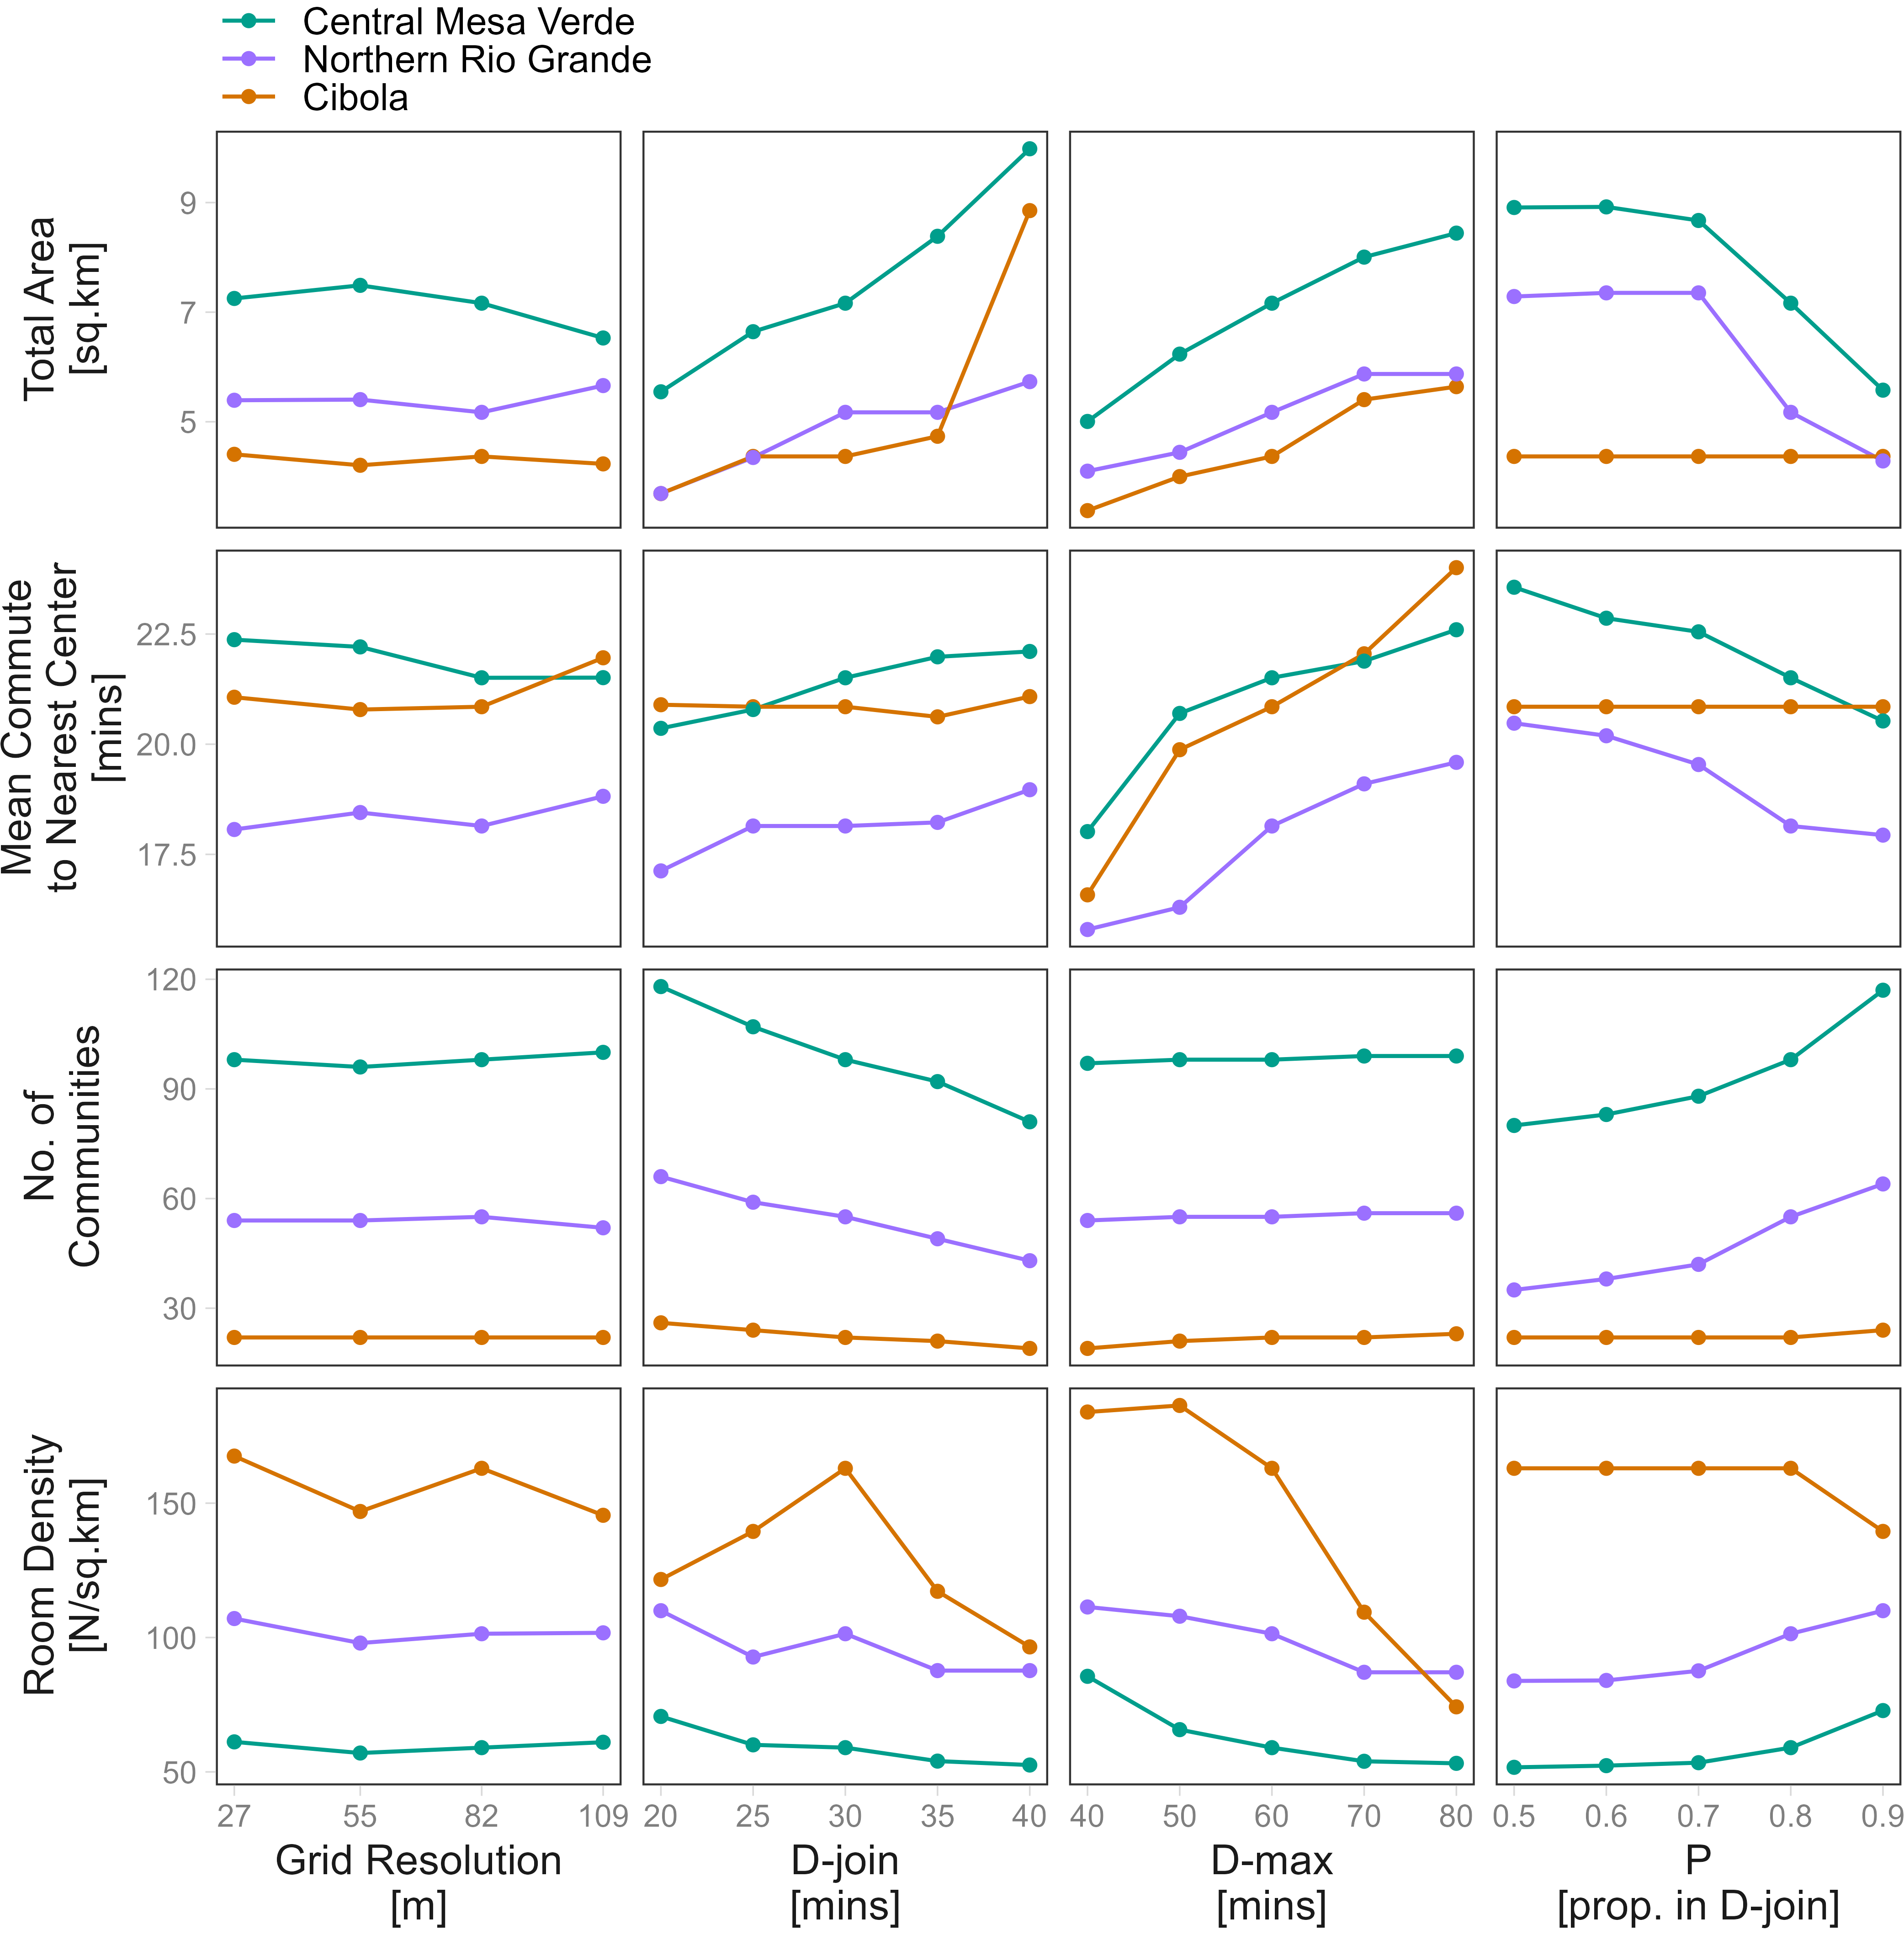 Central Mesa Verde
Northern Rio Grande
Cibola
Total Area
[sq.km]
9
7
5
Mean Commute
to Nearest Center
[mins]
22.5
20.0
17.5
No. of
Communities
120
90
60
30
Room Density
[N/sq.km]
150
100
50
27 55 82 109 20 25 30 35 40 40 50 60 70 80 0.5 0.6 0.7 0.8 0.9
Grid Resolution D-join D-max P
[m] [mins] [mins] [prop. in D-join]